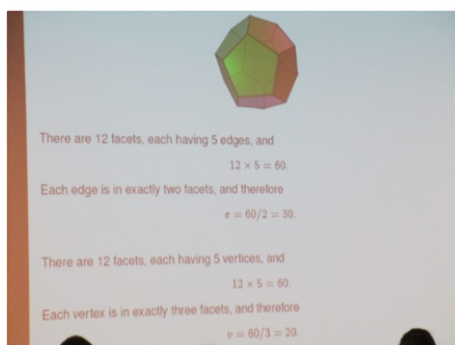 There are 12 facets, each having 5 edges, and
12 × 5 = 60.
Each edge is in exactly two facets, and therefore
e = 60/2 = 30.
There are 12 facets, each having 5 vertices, and
12 × 5 = 60.
Each vertex is in exactly three facets, and therefore
v = 60/3 = 20.